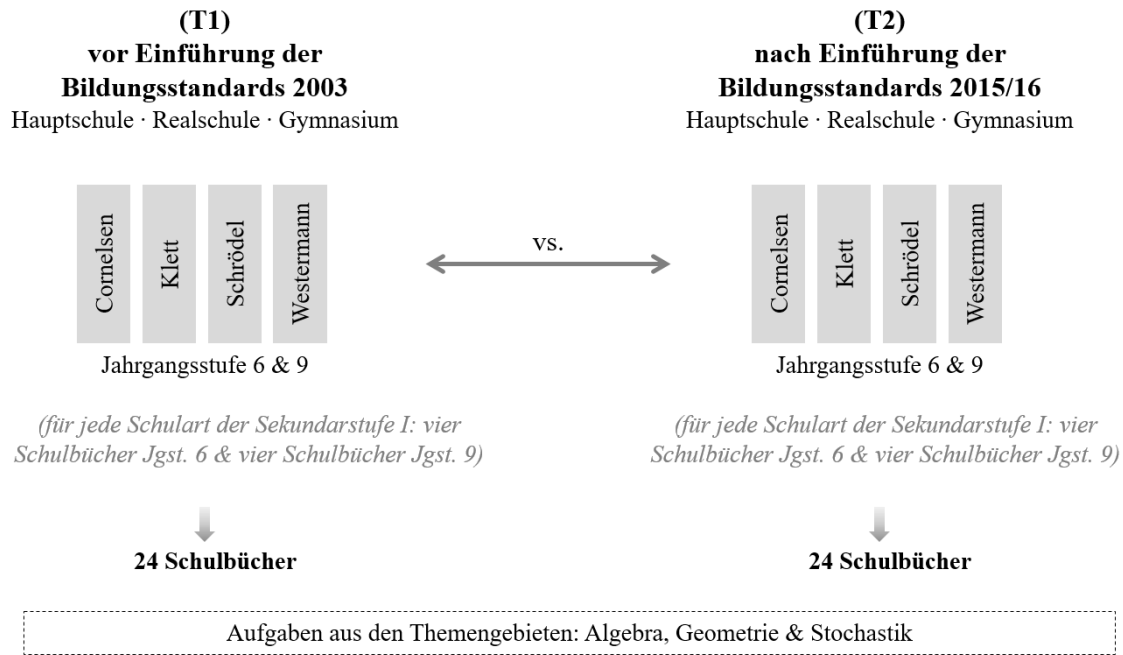 (T1)
vor Einführung der
Bildungsstandards 2003
Hauptschule · Realschule · Gymnasium
Cornelsen
Klett
Schrödel
Westermann
Jahrgangsstufe 6 & 9
(für jede Schulart der Sekundarstufe I: vier
Schulbücher Jgst. 6 & vier Schulbücher Jgst. 9)
24 Schulbücher
vs.
(T2)
nach Einführung der
Bildungsstandards 2015/16
Hauptschule · Realschule · Gymnasium
Cornelsen
Klett
Schrödel
Westermann
Jahrgangsstufe 6 & 9
(für jede Schulart der Sekundarstufe I: vier
Schulbücher Jgst. 6 & vier Schulbücher Jgst. 9)
24 Schulbücher
Aufgaben aus den Themengebieten: Algebra, Geometrie & Stochastik